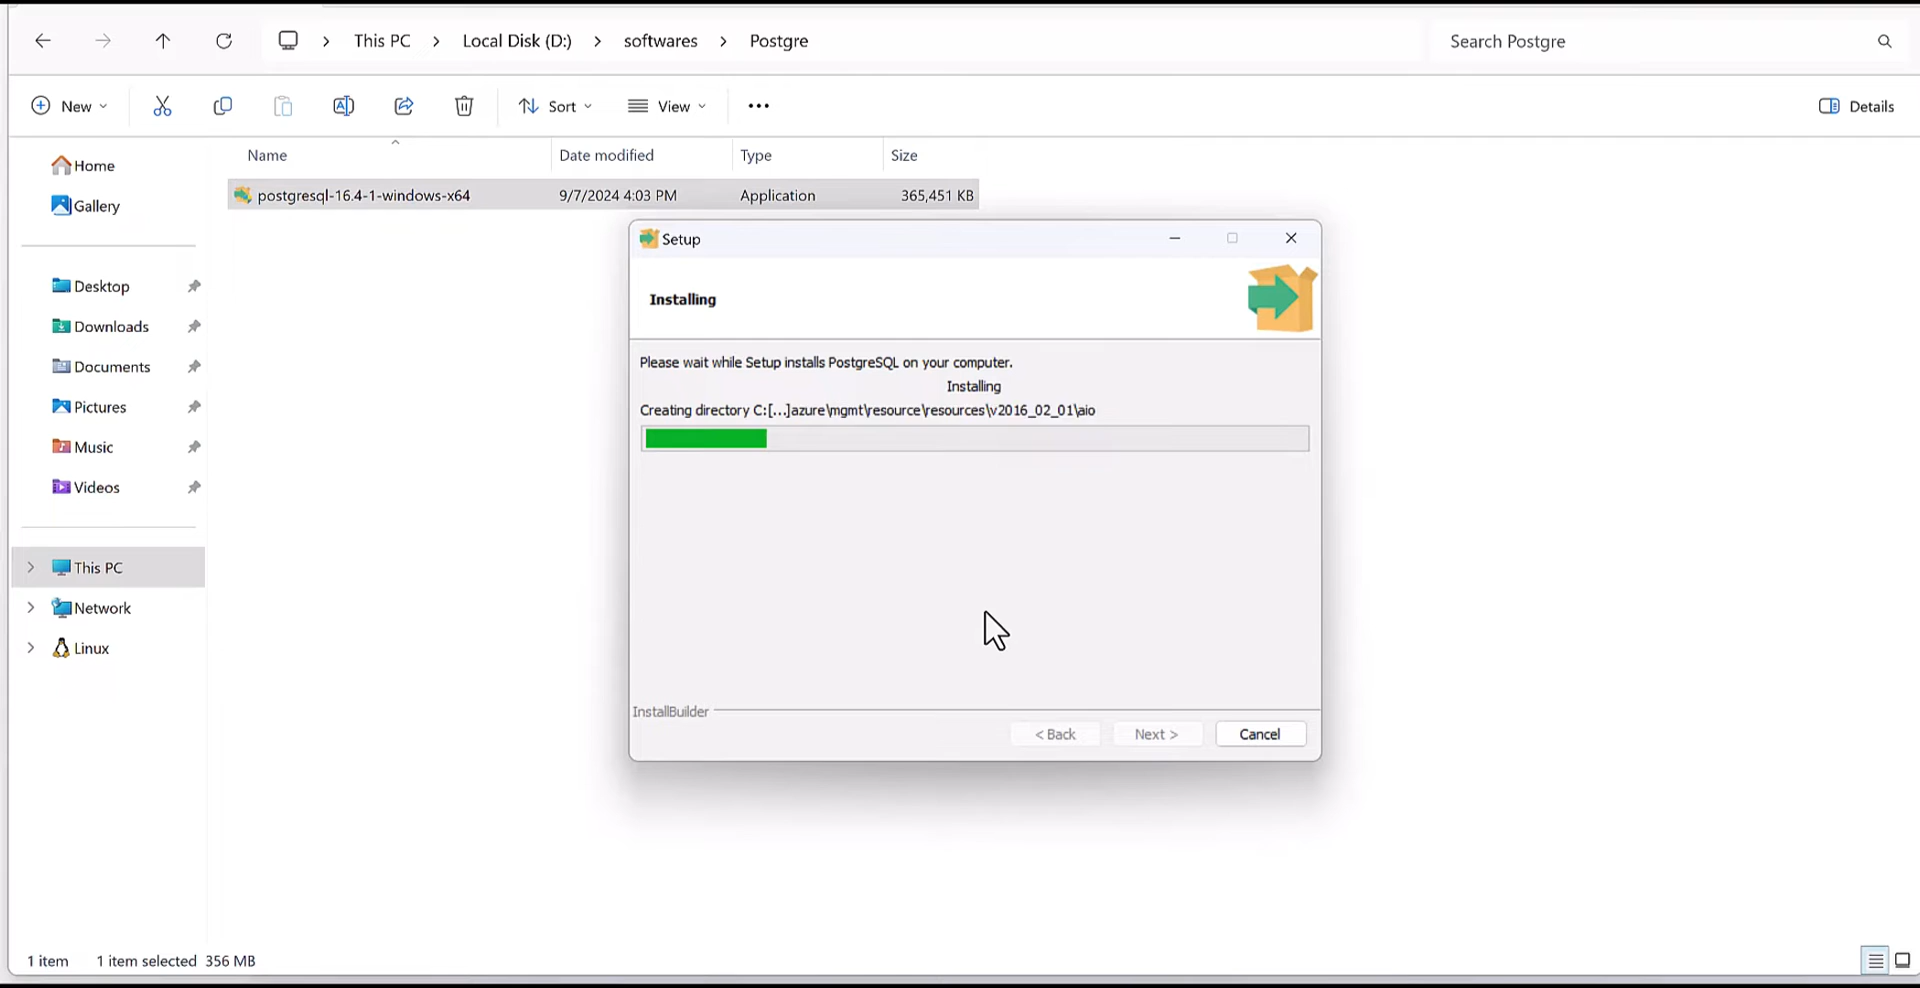 This PC > Local Disk (D:) > softwares > Postgre
Search Postgre
New
Sort
View
Details
Name
Date modified
Type
Size
postgresql-16.4-1-windows-x64
9/7/2024 4:03 PM
Application
365,451 KB
Home
Gallery
Desktop
Downloads
Documents
Pictures
Music
Videos
This PC
Network
Linux
Setup
Installing
Please wait while Setup installs PostgreSQL on your computer.
Installing
Creating directory C:[...]azure\mgmt\resource\resources\v2016_02_01\aio
InstallBuilder
< Back
Next >
Cancel
1 item
1 item selected 356 MB